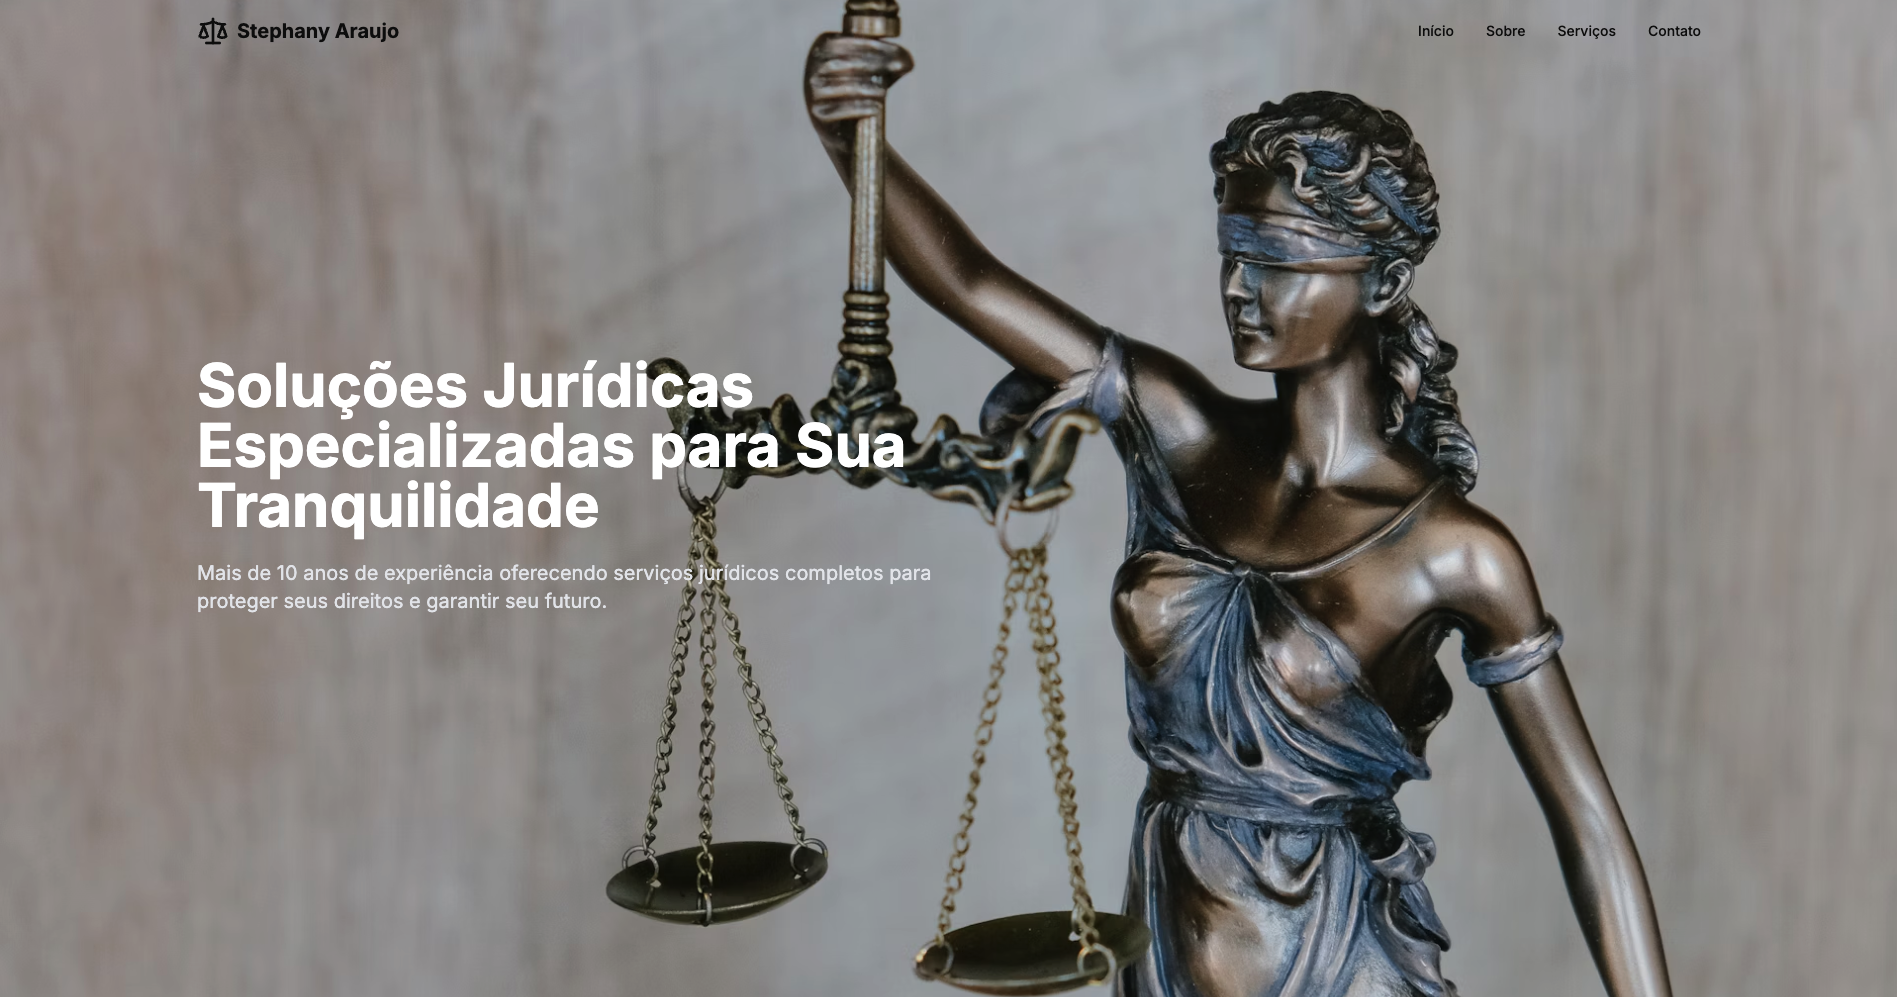 Stephany Araujo
Início
Sobre
Serviços
Contato
Soluções Jurídicas
Especializadas para Sua
Tranquilidade
Mais de 10 anos de experiência oferecendo serviços jurídicos completos para
proteger seus direitos e garantir seu futuro.